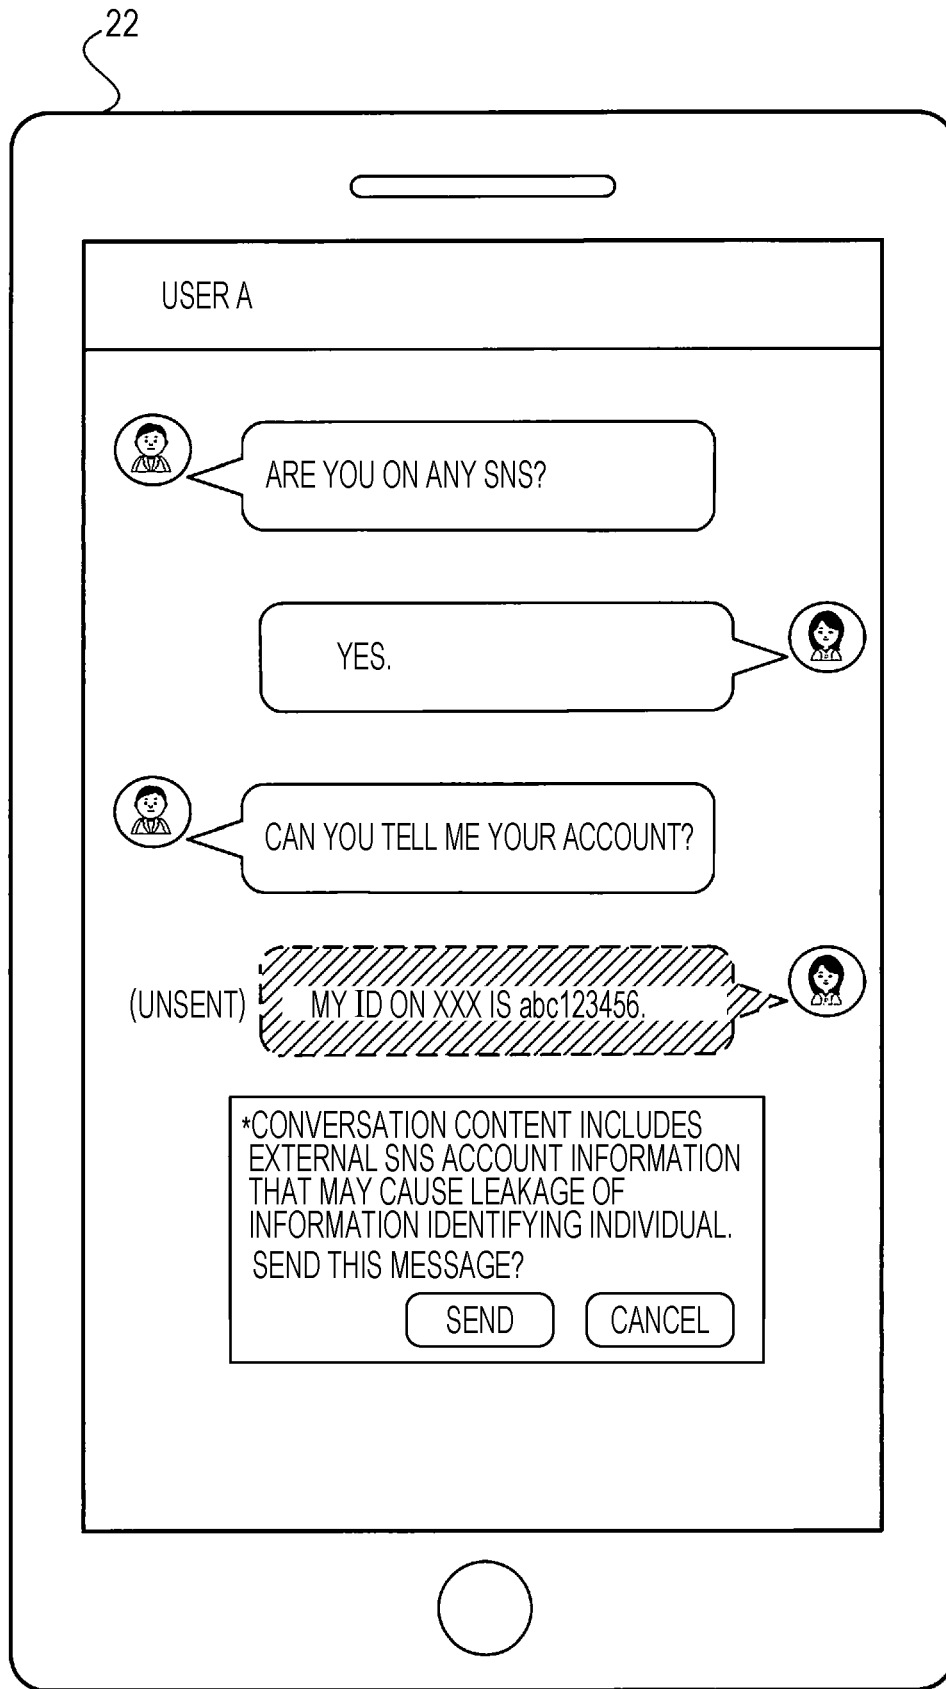 22
USER A
ARE YOU ON ANY SNS?
YES.
CAN YOU TELL ME YOUR ACCOUNT?
(UNSENT)
MY ID ON XXX IS abc123456.
*CONVERSATION CONTENT INCLUDES
EXTERNAL SNS ACCOUNT INFORMATION
THAT MAY CAUSE LEAKAGE OF
INFORMATION IDENTIFYING INDIVIDUAL.
SEND THIS MESSAGE?
SEND
CANCEL